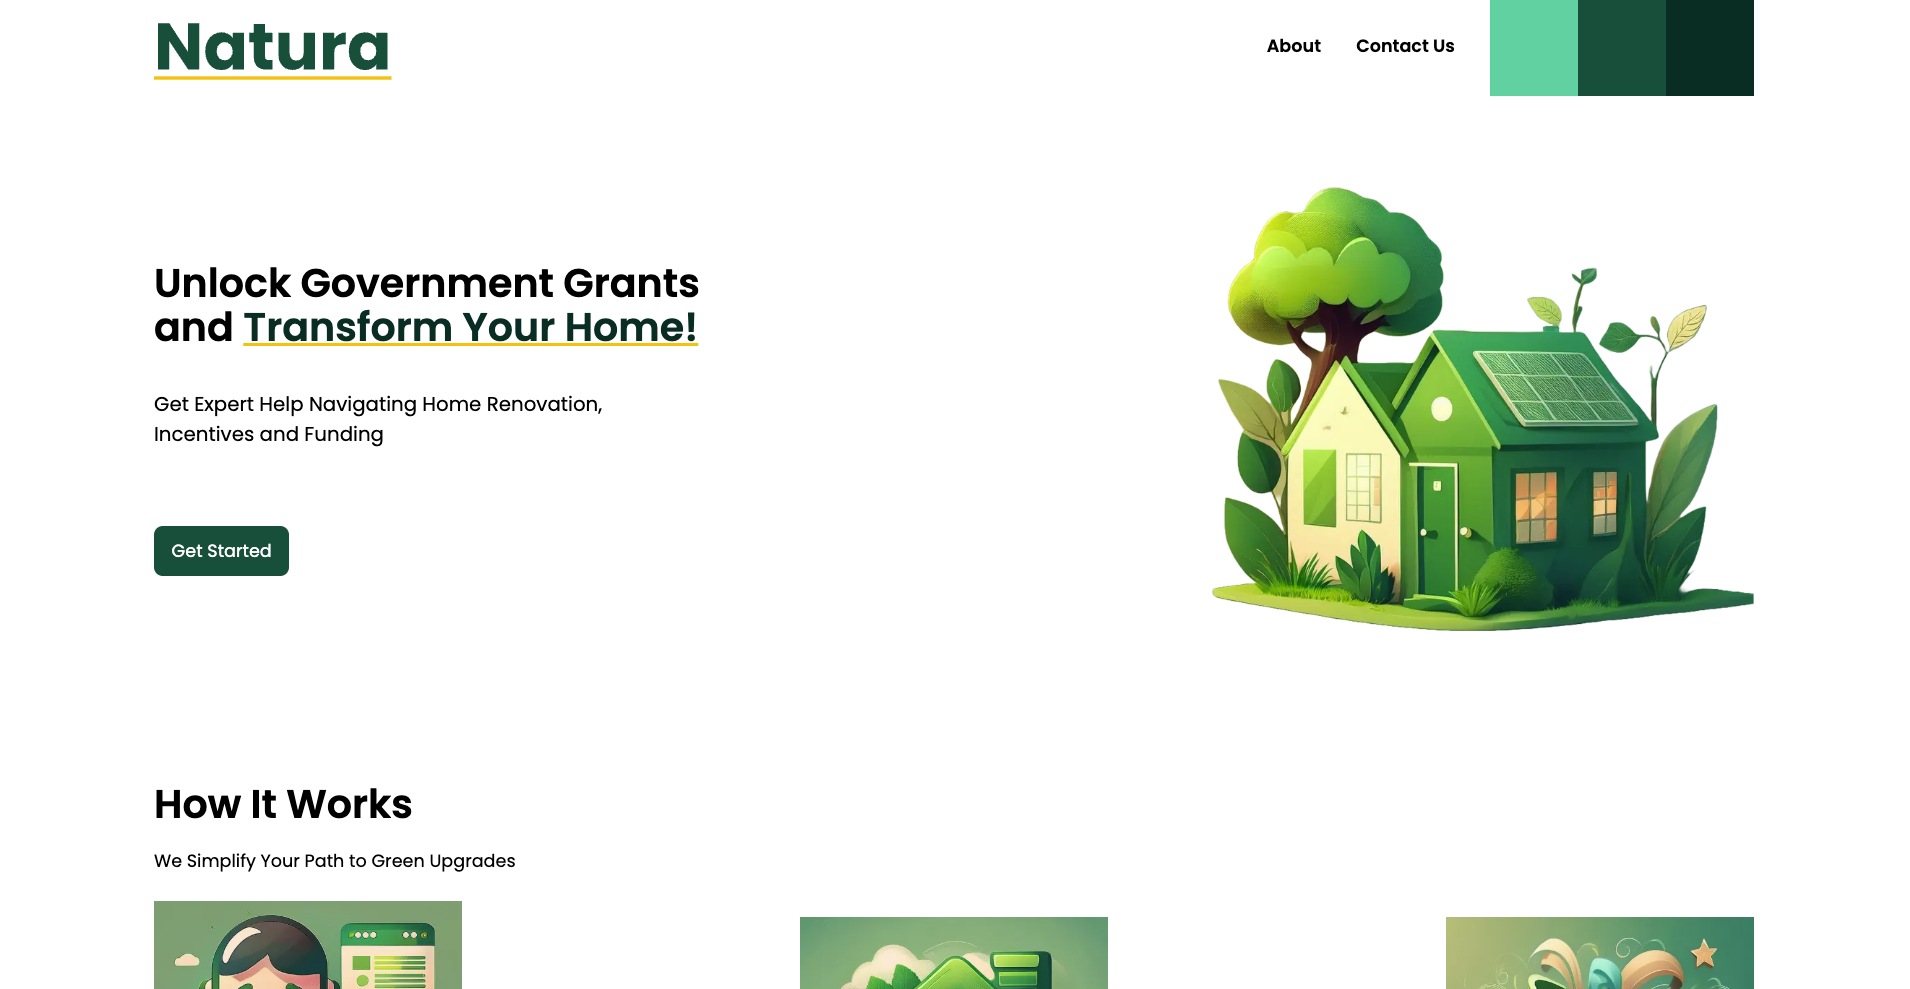 Natura
About
Contact Us
Unlock Government Grants
and Transform Your Home!
Get Expert Help Navigating Home Renovation,
Incentives and Funding
Get Started
How It Works
We Simplify Your Path to Green Upgrades